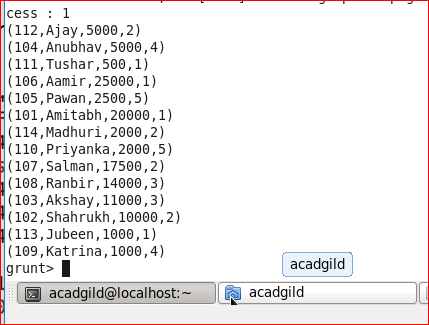 cess : 1
(112,Ajay,5000,2)
(104,Anubhav,5000,4)
(111,Tushar,500,1)
(106,Aamir,25000,1)
(105,Pawan,2500,5)
(101,Amitabh,20000,1)
(114,Madhuri,2000,2)
(110,Priyanka,2000,5)
(107,Salman,17500,2)
(108,Ranbir,14000,3)
(103,Akshay,11000,3)
(102,Shahrukh,10000,2)
(113,Jubeen,1000,1)
(109,Katrina,1000,4)
grunt>
acadgild
acadgild@localhost:~
acadgild